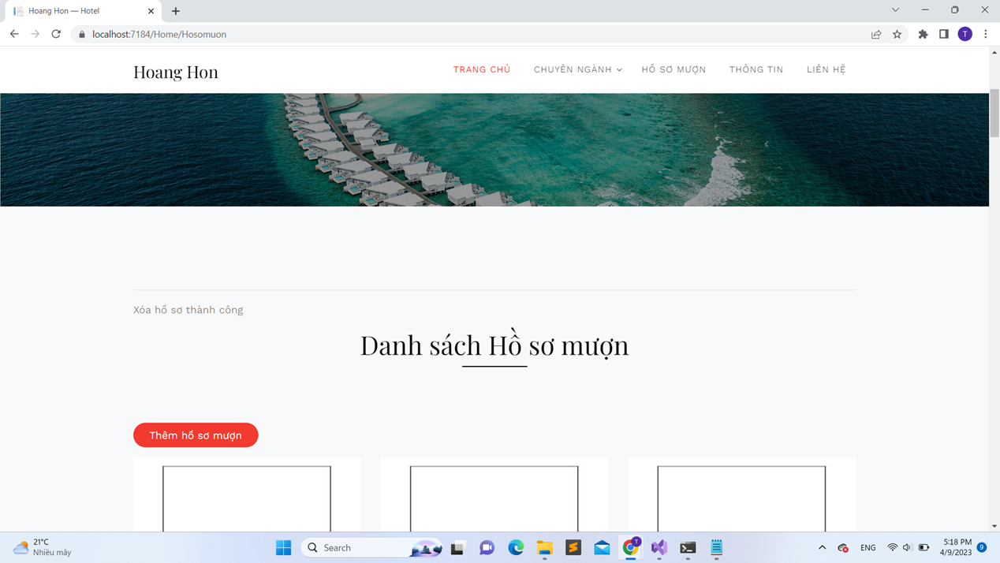 Hoang Hon — Hotel
localhost:7184/Home/Hosomuon
T
Hoang Hon
TRANG CHỦ
CHUYÊN NGÀNH
HỒ SƠ MƯỢN
THÔNG TIN
LIÊN HỆ
Xóa hồ sơ thành công
Danh sách Hồ sơ mượn
Thêm hồ sơ mượn
21°C
Nhiều mây
Search
T
ENG
5:18 PM
4/9/2023
9